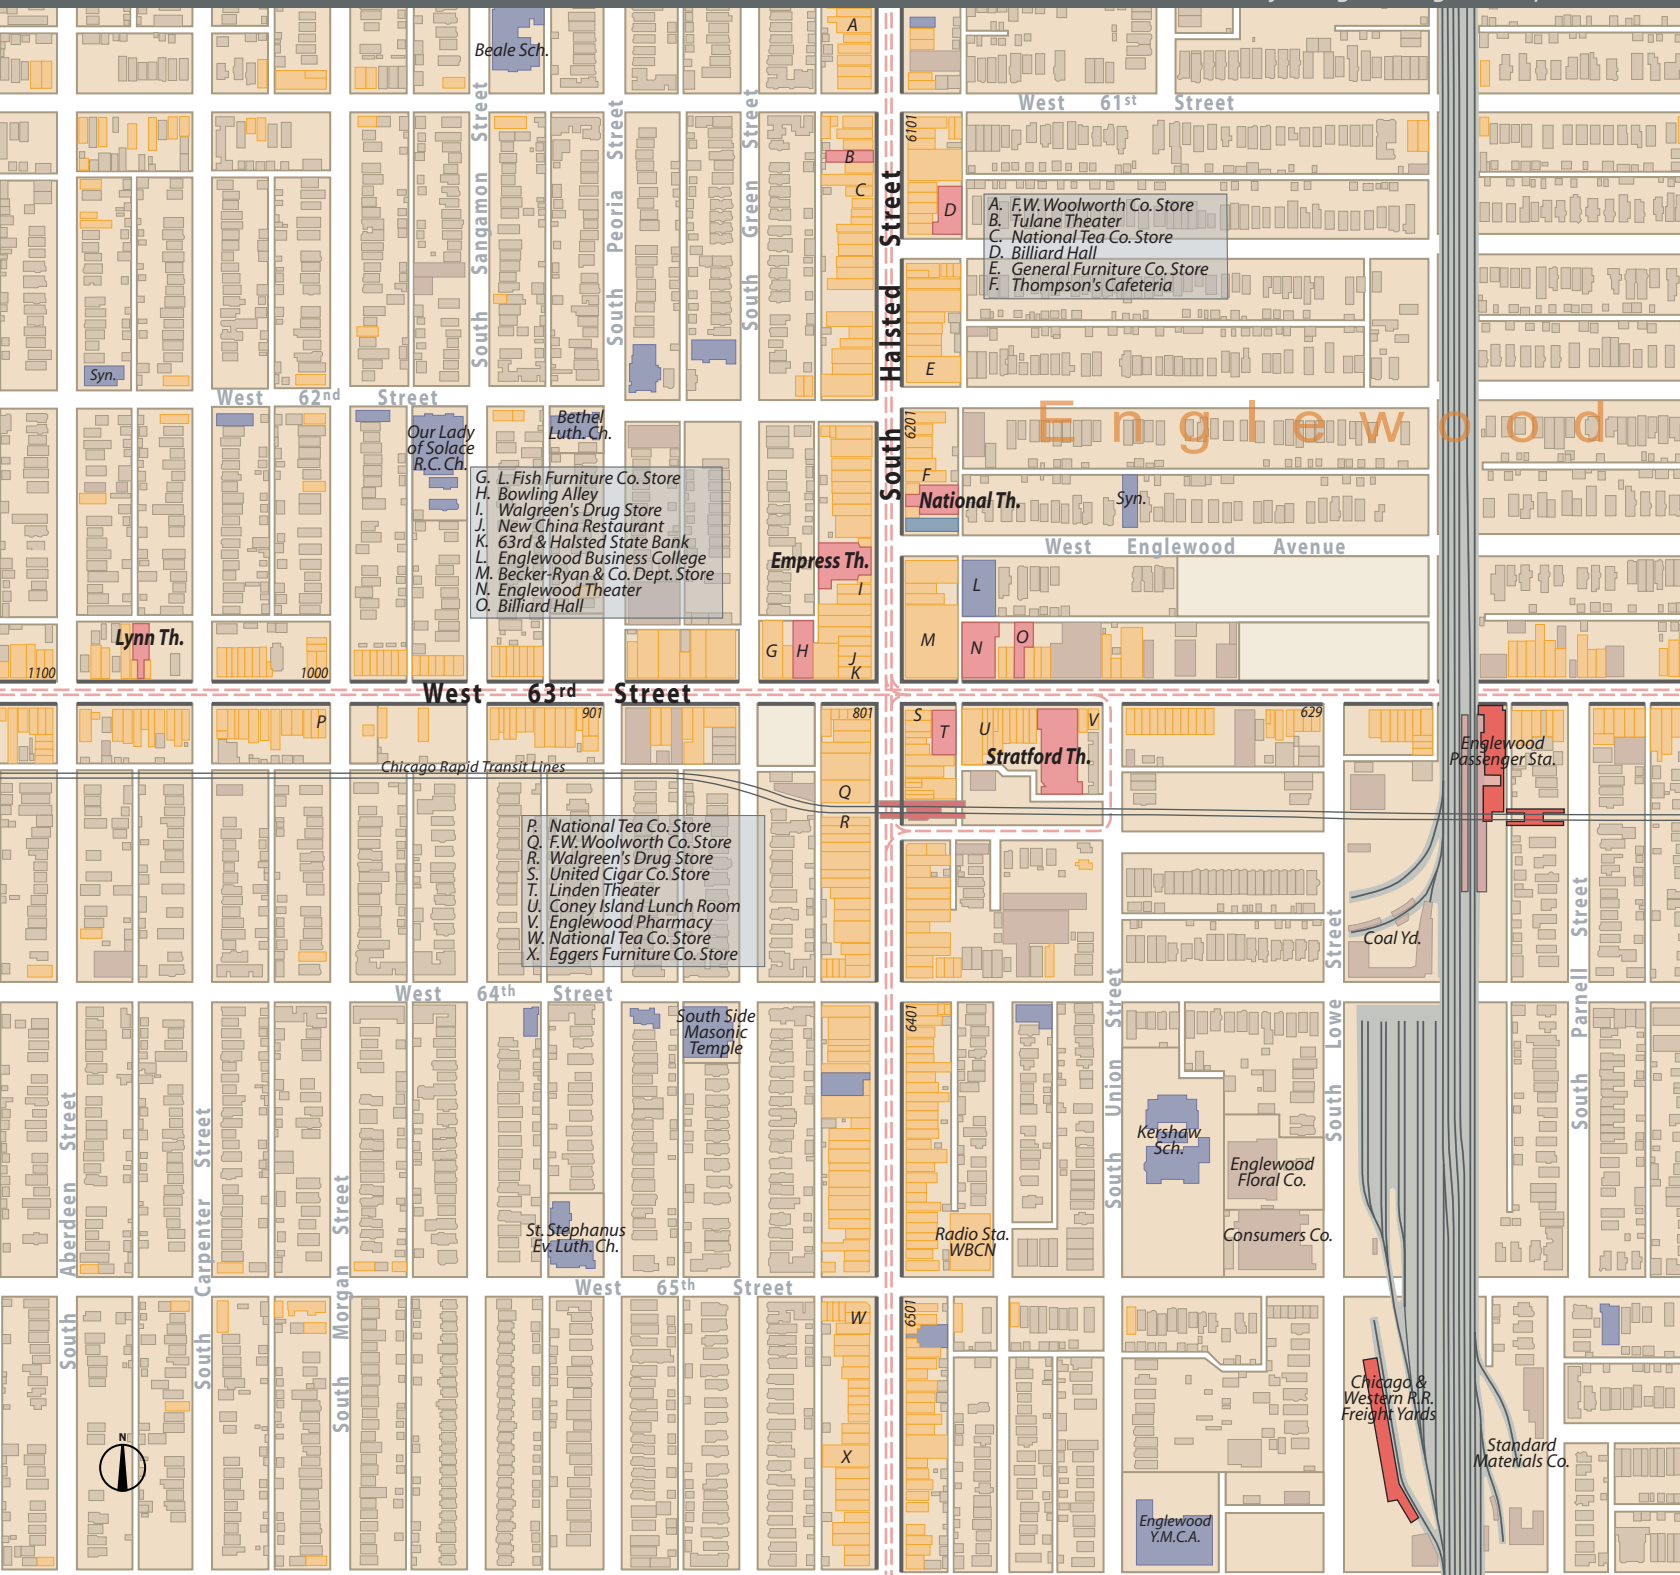 A
Beale Sch.
West 61st Street
6101
B
C
D
A. F.W. Woolworth Co. Store
B. Tulane Theater
C. National Tea Co. Store
D. Billiard Hall
E. General Furniture Co. Store
F. Thompson's Cafeteria
South Sangamon Street
South Peoria Street
South Green Street
South Halsted Street
E
Syn.
West 62nd Street
Englewood
6201
Our Lady
of Solace
R.C. Ch.
Bethel
Luth. Ch.
F
National Th.
Syn.
G. L. Fish Furniture Co. Store
H. Bowling Alley
I. Walgreen's Drug Store
J. New China Restaurant
K. 63rd & Halsted State Bank
L. Englewood Business College
M. Becker-Ryan & Co. Dept. Store
N. Englewood Theater
O. Billiard Hall
West Englewood Avenue
Empress Th.
I
L
Lynn Th.
G
H
J
K
M
N
O
1100
1000
West 63rd Street
P
901
801
S
T
U
V
629
Stratford Th.
Englewood
Passenger Sta.
Chicago Rapid Transit Lines
Q
R
P. National Tea Co. Store
Q. F.W. Woolworth Co. Store
R. Walgreen's Drug Store
S. United Cigar Co. Store
T. Linden Theater
U. Coney Island Lunch Room
V. Englewood Pharmacy
W. National Tea Co. Store
X. Eggers Furniture Co. Store
Coal Yd.
West 64th Street
6401
South Side
Masonic
Temple
South Union Street
South Lowe Street
South Parnell Street
Kershaw
Sch.
Englewood
Floral Co.
Consumers Co.
South Aberdeen Street
South Carpenter Street
South Morgan Street
St. Stephanus
Ev. Luth. Ch.
Radio Sta.
WBCN
West 65th Street
6501
W
X
Chicago &
Western R.R.
Freight Yards
Standard
Materials Co.
N
Englewood
Y.M.C.A.